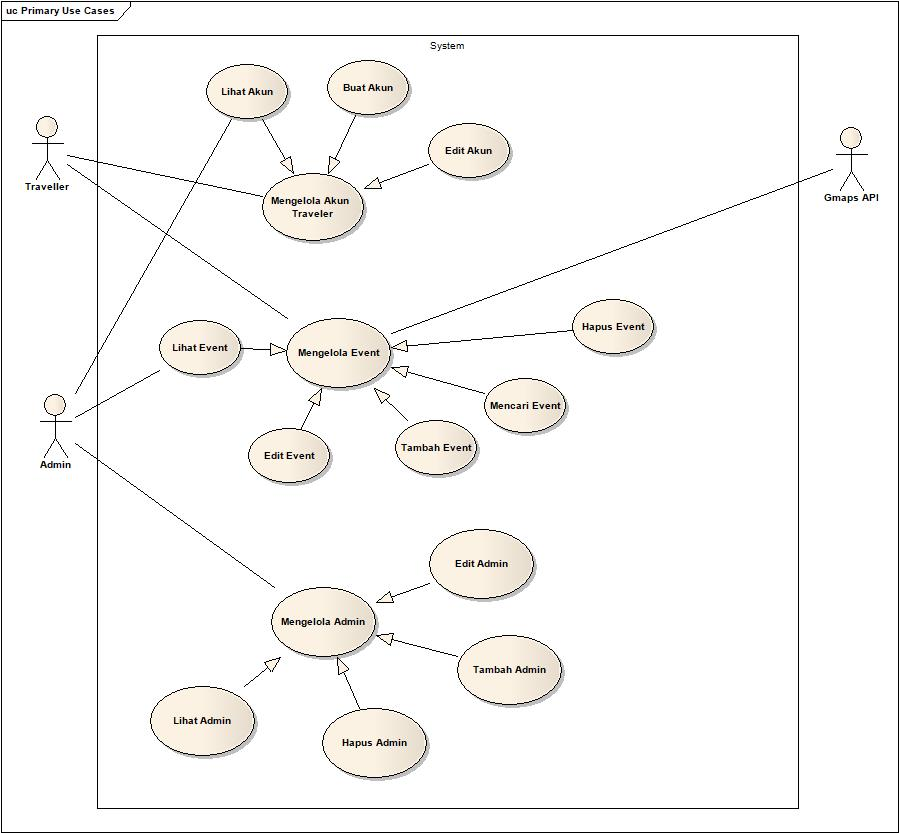 uc Primary Use Cases
System
Lihat Akun
Buat Akun
Edit Akun
Traveller
Gmaps API
Mengelola Akun
Traveler
Hapus Event
Lihat Event
Mengelola Event
Mencari Event
Admin
Edit Event
Tambah Event
Edit Admin
Mengelola Admin
Tambah Admin
Lihat Admin
Hapus Admin